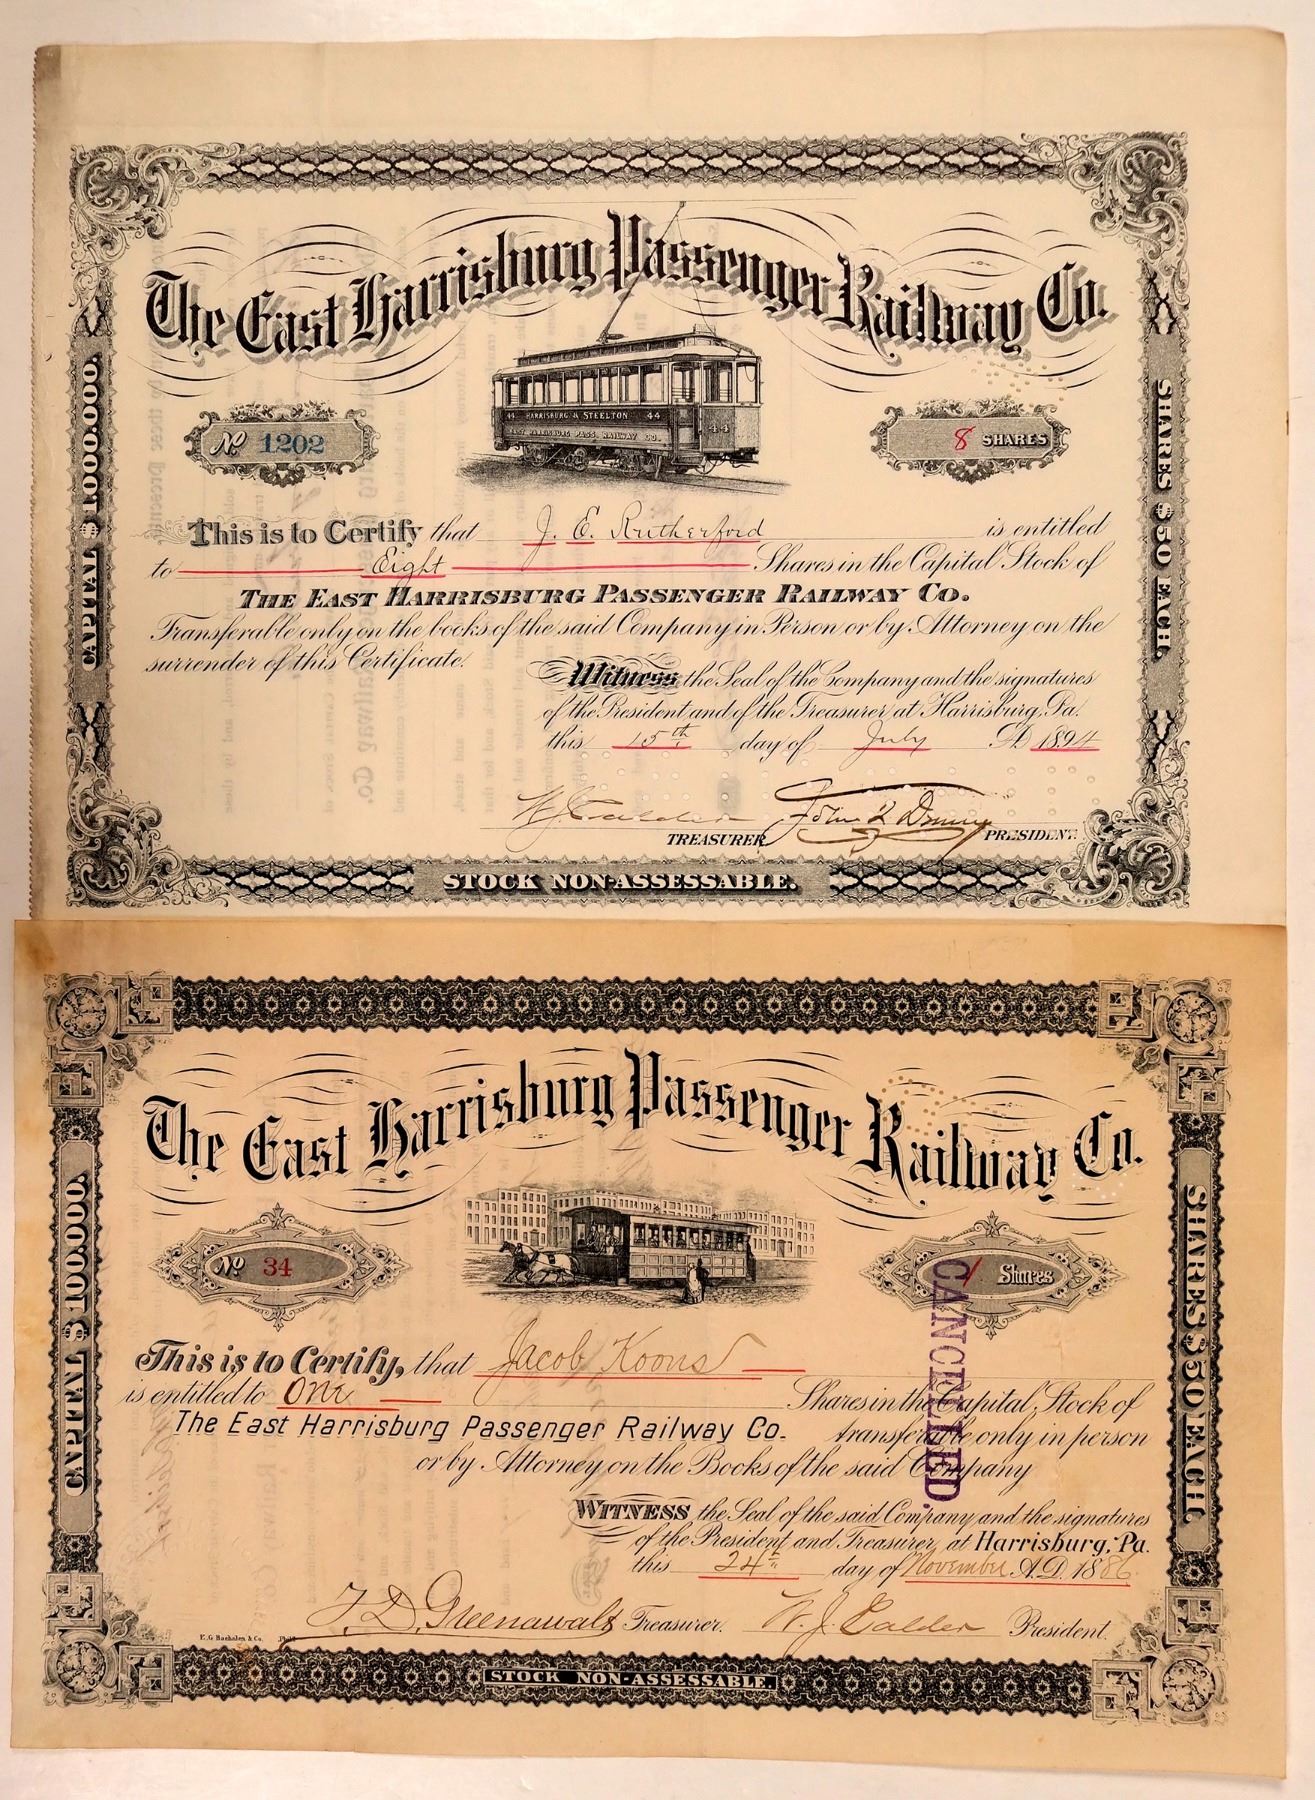 The East Harrisburg Passenger Railway Co.
CAPITAL $1,000,000.
SHARES $50 EACH.
No 1202
44 HARRISBURG & STEELTON 44
EAST HARRISBURG PASS. RAILWAY CO.
44
8 SHARES
This is to Certify that J. E. Rutherford is entitled
to Eight Shares in the Capital Stock of
THE EAST HARRISBURG PASSENGER RAILWAY CO.
Transferable only on the books of the said Company in Person or by Attorney on the
surrender of this Certificate.
Witness the Seal of the Company and the signatures
of the President and of the Treasurer, at Harrisburg, Pa.
this 15th day of July A.D. 1894
W J Calder TREASURER John Q Denny PRESIDENT.
STOCK NON-ASSESSABLE.
The East Harrisburg Passenger Railway Co.
CAPITAL $100,000.
SHARES $50 EACH.
No 34
1 Shares
CANCELLED.
This is to Certify, that Jacob Koons
is entitled to One Shares in the Capital Stock of
The East Harrisburg Passenger Railway Co. transferable only in person
or by Attorney on the Books of the said Company
WITNESS the Seal of the said Company and the signatures
of the President and Treasurer, at Harrisburg, Pa.
this 24th day of November A.D. 1886
F. D. Greenawalt Treasurer. W. J. Calder President.
STOCK NON-ASSESSABLE.